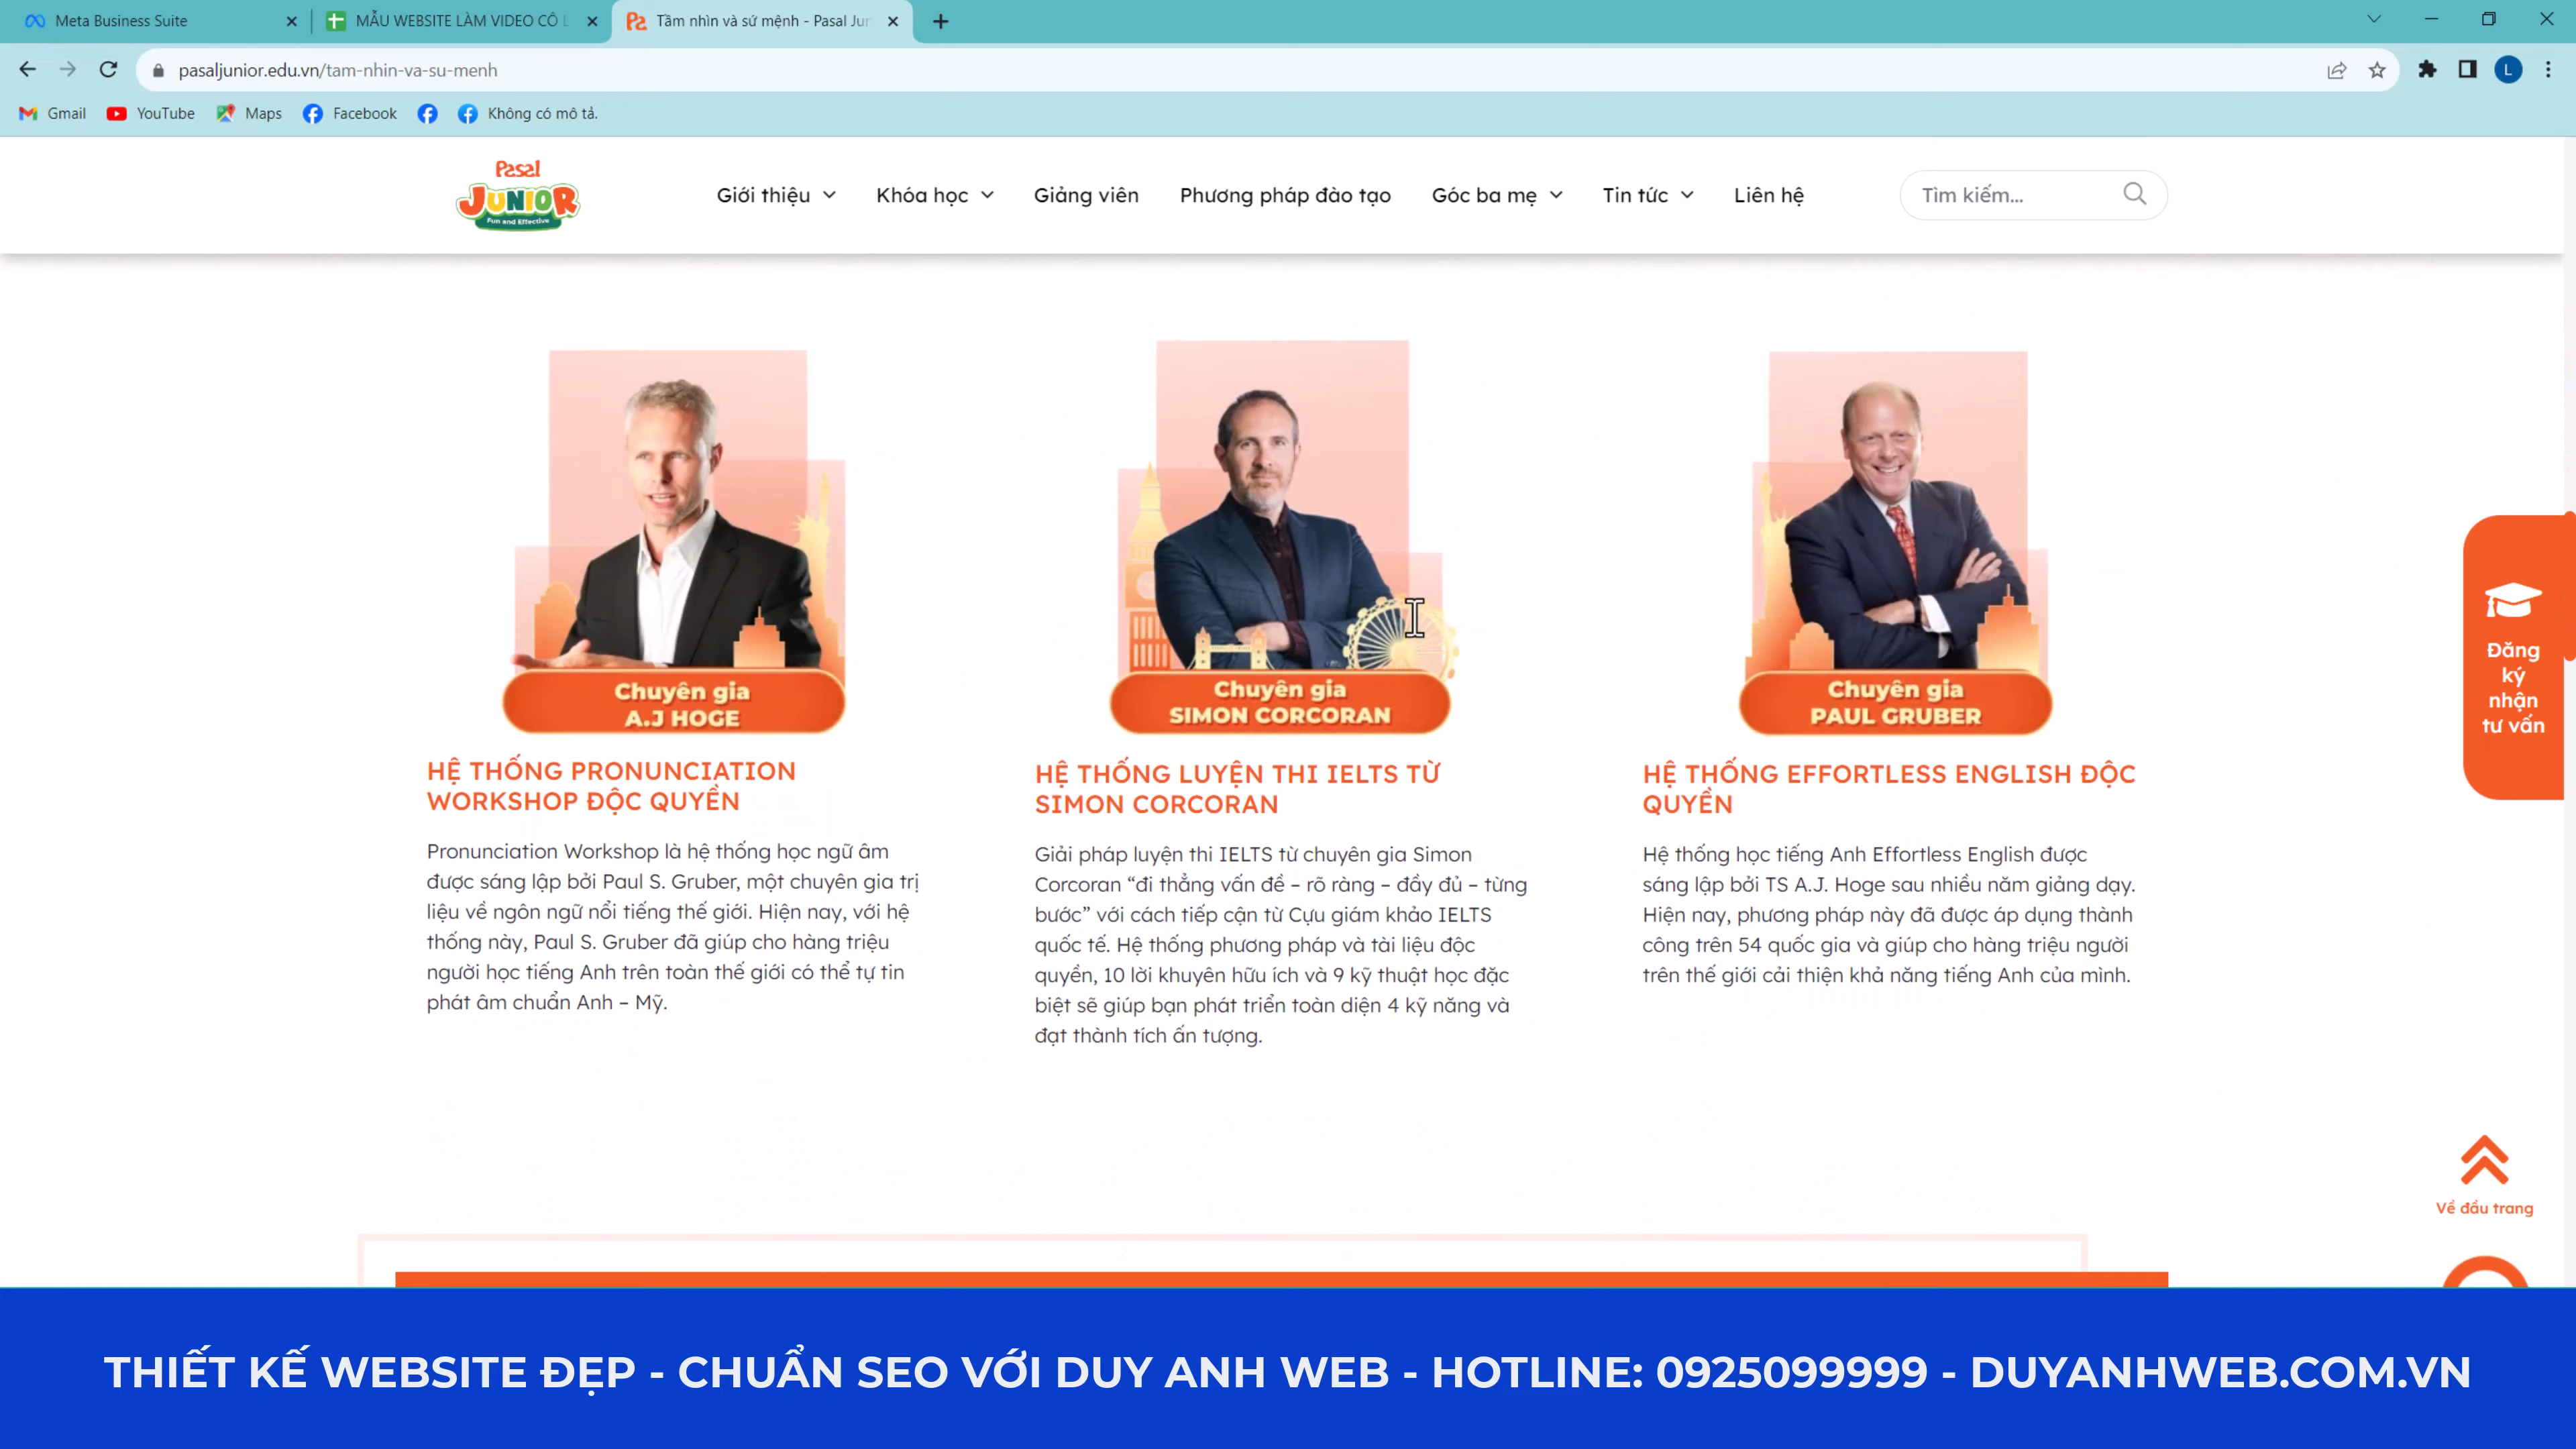 Meta Business Suite
MẪU WEBSITE LÀM VIDEO CÓ L
Tầm nhìn và sứ mệnh - Pasal Jun
pasaljunior.edu.vn/tam-nhin-va-su-menh
Gmail
YouTube
Maps
Facebook
Không có mô tả.
Pasal
JUNIOR
Fun and Effective
Giới thiệu
Khóa học
Giảng viên
Phương pháp đào tạo
Góc ba mẹ
Tin tức
Liên hệ
Tìm kiếm...
Chuyên gia
A.J HOGE
HỆ THỐNG PRONUNCIATION
WORKSHOP ĐỘC QUYỀN
Pronunciation Workshop là hệ thống học ngữ âm
được sáng lập bởi Paul S. Gruber, một chuyên gia trị
liệu về ngôn ngữ nổi tiếng thế giới. Hiện nay, với hệ
thống này, Paul S. Gruber đã giúp cho hàng triệu
người học tiếng Anh trên toàn thế giới có thể tự tin
phát âm chuẩn Anh – Mỹ.
Chuyên gia
SIMON CORCORAN
HỆ THỐNG LUYỆN THI IELTS TỪ
SIMON CORCORAN
Giải pháp luyện thi IELTS từ chuyên gia Simon
Corcoran “đi thẳng vấn đề – rõ ràng – đầy đủ – từng
bước” với cách tiếp cận từ Cựu giám khảo IELTS
quốc tế. Hệ thống phương pháp và tài liệu độc
quyền, 10 lời khuyên hữu ích và 9 kỹ thuật học đặc
biệt sẽ giúp bạn phát triển toàn diện 4 kỹ năng và
đạt thành tích ấn tượng.
Chuyên gia
PAUL GRUBER
HỆ THỐNG EFFORTLESS ENGLISH ĐỘC
QUYỀN
Hệ thống học tiếng Anh Effortless English được
sáng lập bởi TS A.J. Hoge sau nhiều năm giảng dạy.
Hiện nay, phương pháp này đã được áp dụng thành
công trên 54 quốc gia và giúp cho hàng triệu người
trên thế giới cải thiện khả năng tiếng Anh của mình.
L
Đăng
ký
nhận
tư vấn
Về đầu trang
THIẾT KẾ WEBSITE ĐẸP - CHUẨN SEO VỚI DUY ANH WEB - HOTLINE: 0925099999 - DUYANHWEB.COM.VN